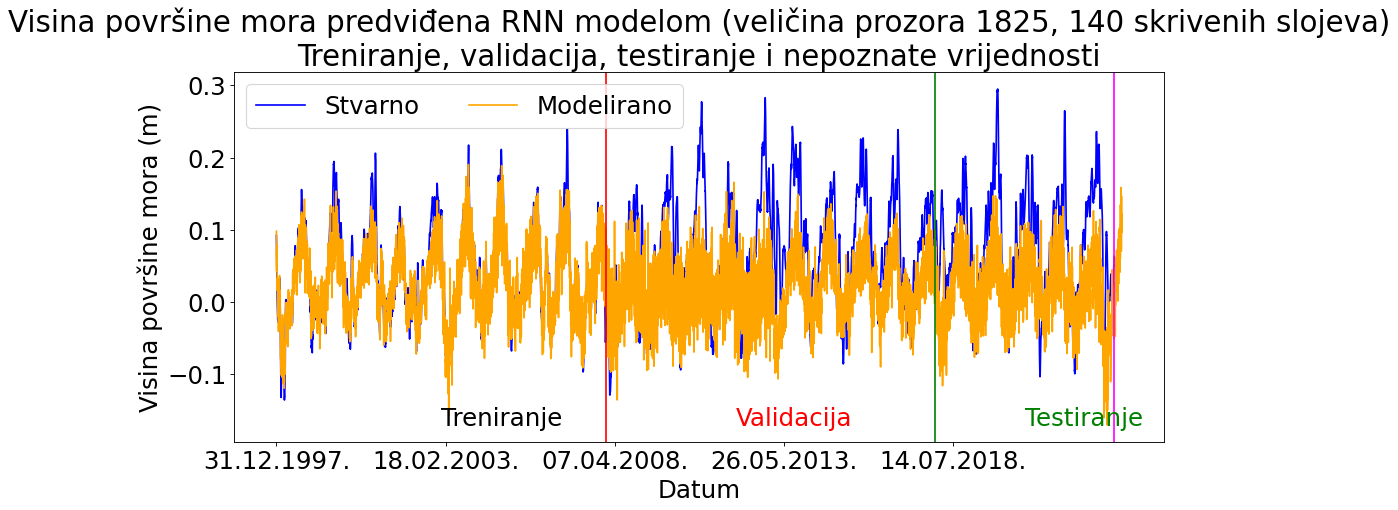 Visina površine mora predviđena RNN modelom (veličina prozora 1825, 140 skrivenih slojeva)
Treniranje, validacija, testiranje i nepoznate vrijednosti
Stvarno Modelirano
Visina površine mora (m)
0.3
0.2
0.1
0.0
−0.1
Treniranje Validacija Testiranje
31.12.1997. 18.02.2003. 07.04.2008. 26.05.2013. 14.07.2018.
Datum